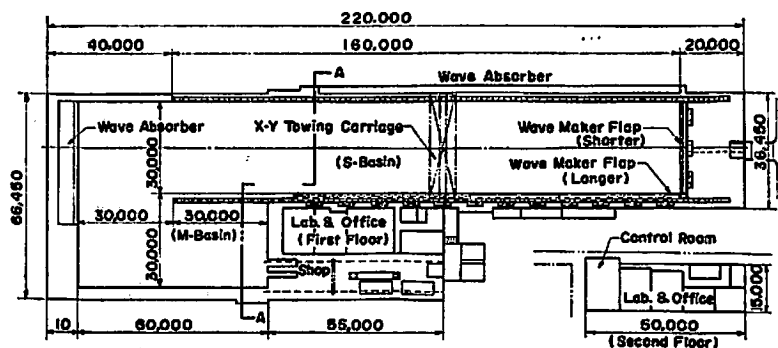 220,000
40,000
160,000
20,000
A
Wave Absorber
Wave Absorber
X-Y Towing Carriage
Wave Maker Flap
(Shorter)
36,450
66,450
30,000
(S-Basin)
Wave Maker Flap
(Longer)
30,000
30,000
(M-Basin)
Lab. & Office
(First Floor)
Control Room
30,000
Shop
15,000
Lab. & Office
A
10
60,000
55,000
50,000
(Second Floor)